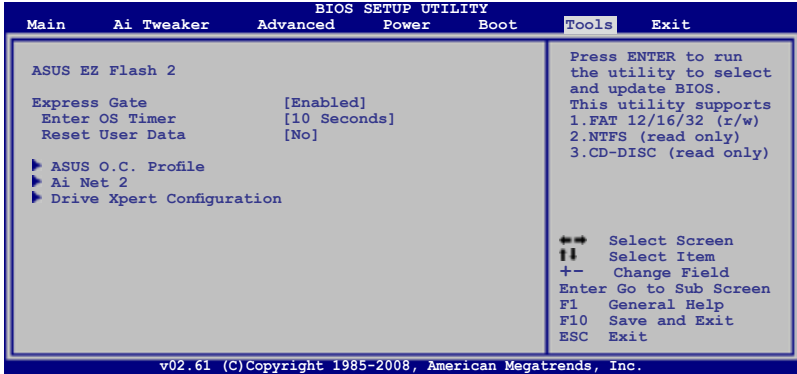 BIOS SETUP UTILITY
Main Ai Tweaker Advanced Power Boot Tools Exit
ASUS EZ Flash 2
Express Gate [Enabled]
Enter OS Timer [10 Seconds]
Reset User Data [No]
ASUS O.C. Profile
Ai Net 2
Drive Xpert Configuration
Press ENTER to run
the utility to select
and update BIOS.
This utility supports
1.FAT 12/16/32 (r/w)
2.NTFS (read only)
3.CD-DISC (read only)
Select Screen
Select Item
+- Change Field
Enter Go to Sub Screen
F1 General Help
F10 Save and Exit
ESC Exit
v02.61 (C)Copyright 1985-2008, American Megatrends, Inc.